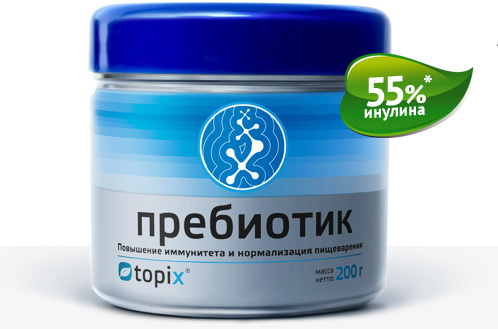 55%*
инулина
пребиотик
Повышение иммунитета и нормализация пищеварения
topix®
масса
нетто: 200 г